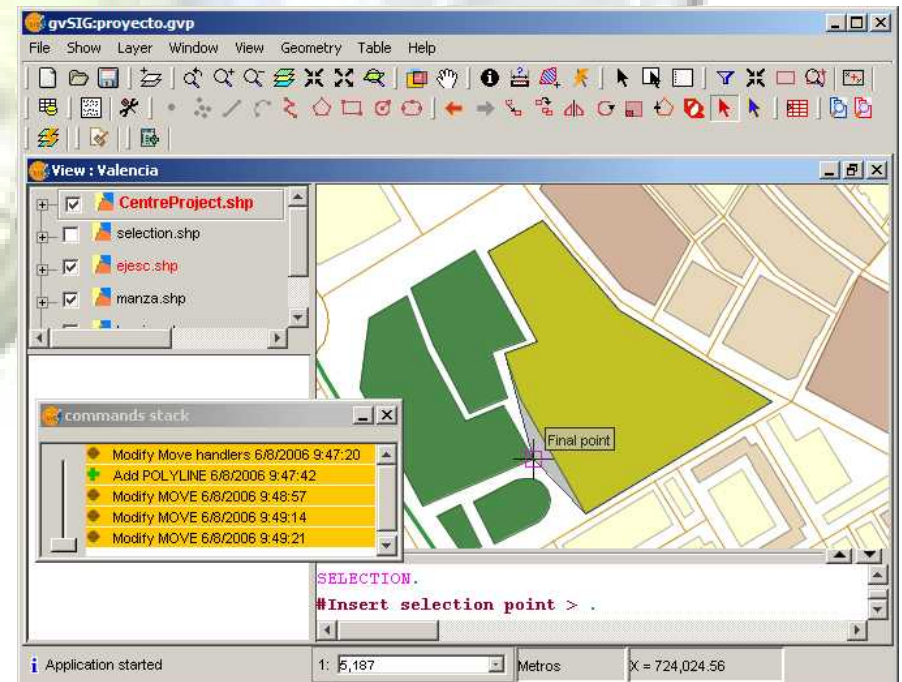 gvSIG:proyecto.gvp
File Show Layer Window View Geometry Table Help
View : Valencia
CentreProject.shp
selection.shp
ejesc.shp
manza.shp
commands stack
Modify Move handlers 6/8/2006 9:47:20
Add POLYLINE 6/8/2006 9:47:42
Modify MOVE 6/8/2006 9:48:57
Modify MOVE 6/8/2006 9:49:14
Modify MOVE 6/8/2006 9:49:21
Final point
SELECTION.
#Insert selection point > .
Application started
1: 5,187
Metros
X = 724,024.56